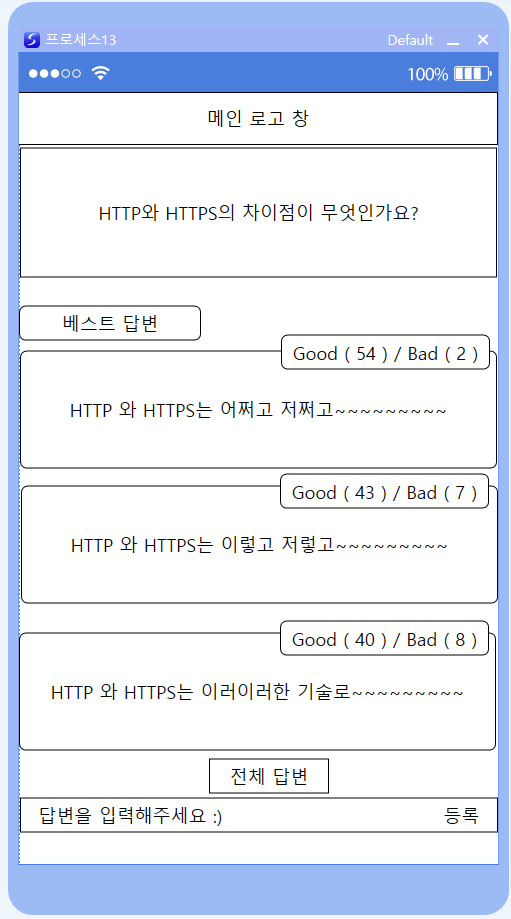 프로세스13 Default
100%
메인 로고 창
HTTP와 HTTPS의 차이점이 무엇인가요?
베스트 답변
Good ( 54 ) / Bad ( 2 )
HTTP 와 HTTPS는 어쩌고 저쩌고~~~~~~~~~
Good ( 43 ) / Bad ( 7 )
HTTP 와 HTTPS는 이렇고 저렇고~~~~~~~~~
Good ( 40 ) / Bad ( 8 )
HTTP 와 HTTPS는 이러이러한 기술로~~~~~~~~~
전체 답변
답변을 입력해주세요 :) 등록